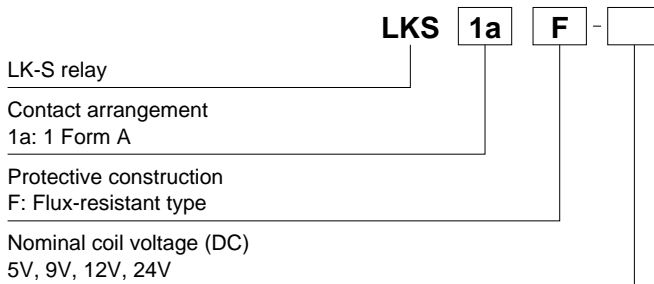 LKS 1a F -
LK-S relay
Contact arrangement
1a: 1 Form A
Protective construction
F: Flux-resistant type
Nominal coil voltage (DC)
5V, 9V, 12V, 24V